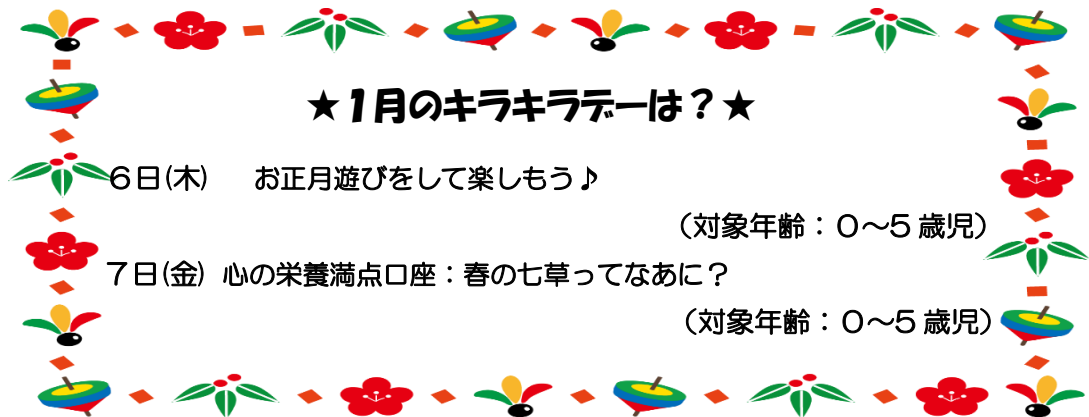 ★１月のキラキラデーは？★
６日(木)　お正月遊びをして楽しもう♪
（対象年齢：０～５歳児）
７日(金) 心の栄養満点口座：春の七草ってなあに？
（対象年齢：０～５歳児）